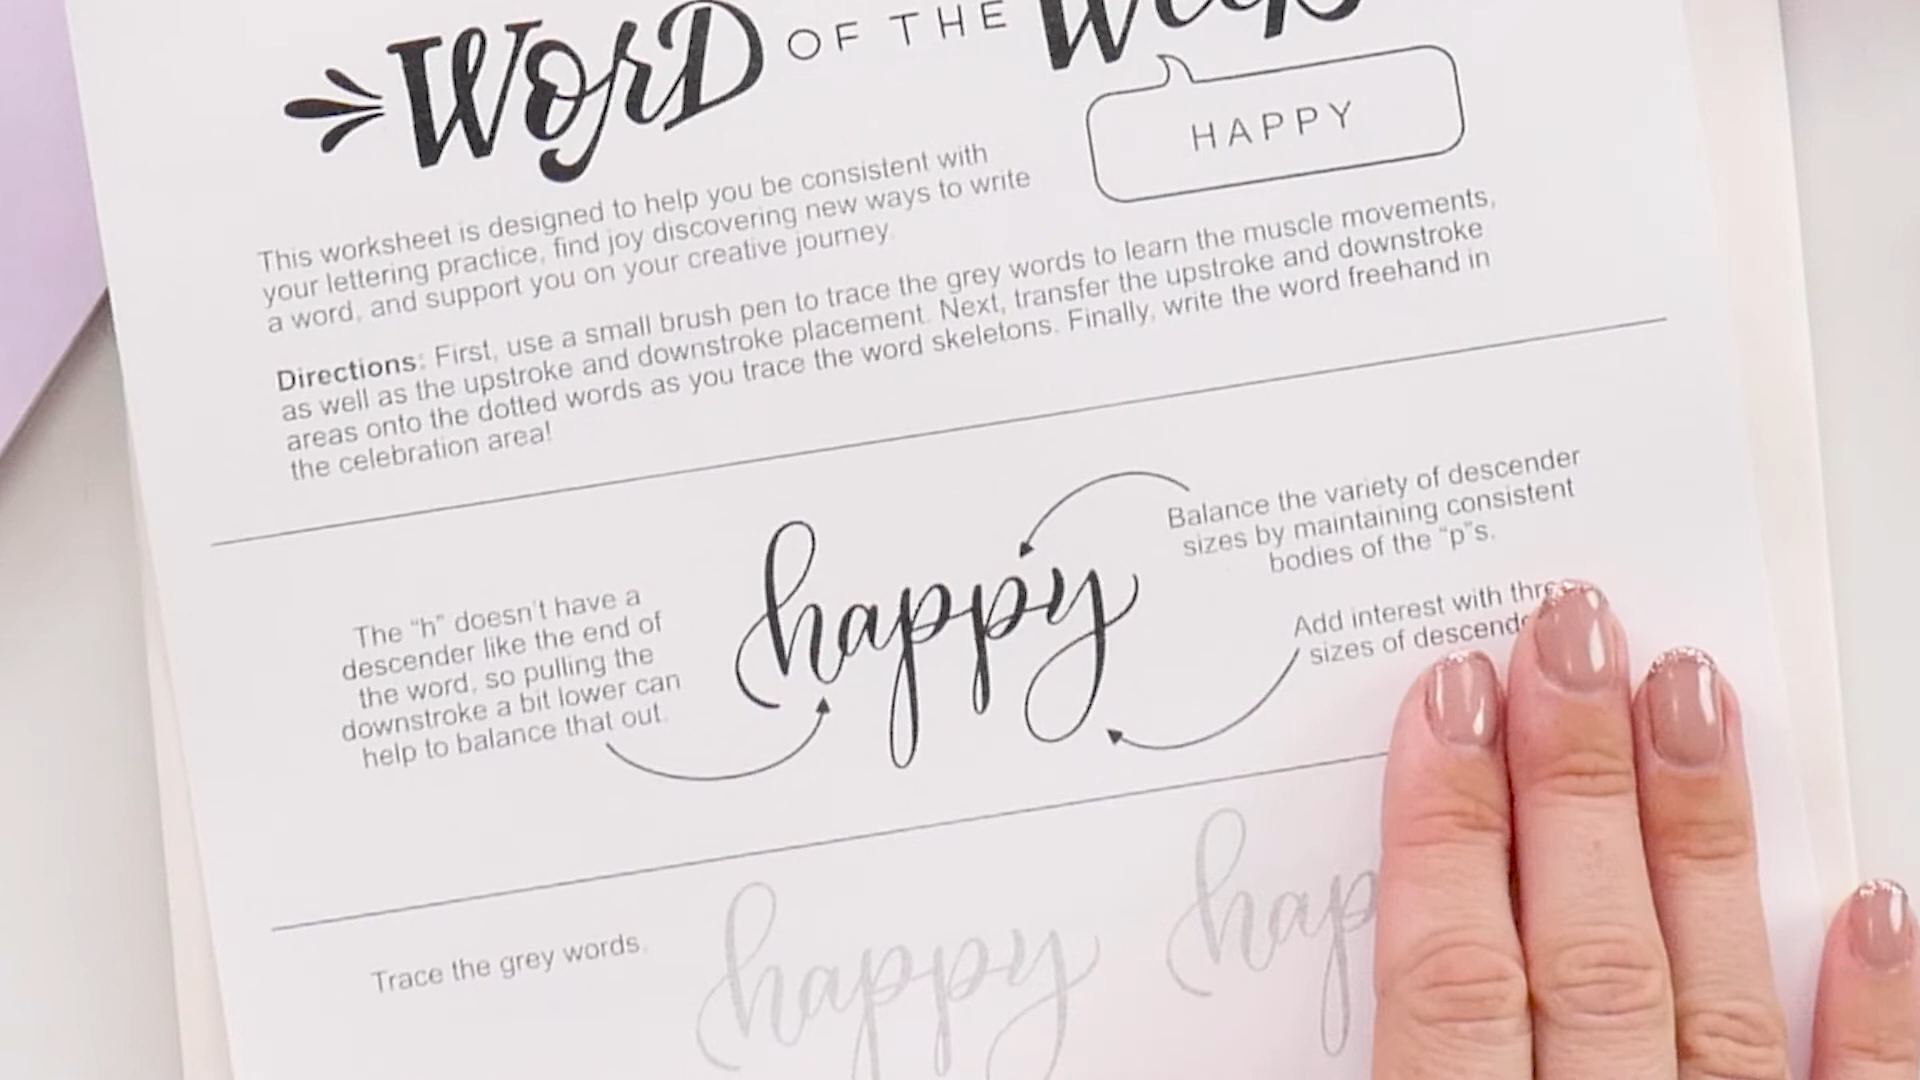 WORD OF THE WEEK
HAPPY
This worksheet is designed to help you be consistent with
your lettering practice, find joy discovering new ways to write
a word, and support you on your creative journey.
Directions: First, use a small brush pen to trace the grey words to learn the muscle movements,
as well as the upstroke and downstroke placement. Next, transfer the upstroke and downstroke
areas onto the dotted words as you trace the word skeletons. Finally, write the word freehand in
the celebration area!
The “h” doesn't have a
descender like the end of
the word, so pulling the
downstroke a bit lower can
help to balance that out.
happy
Balance the variety of descender
sizes by maintaining consistent
bodies of the “p”s.
Add interest with
sizes of
Trace the grey words.
happy hap